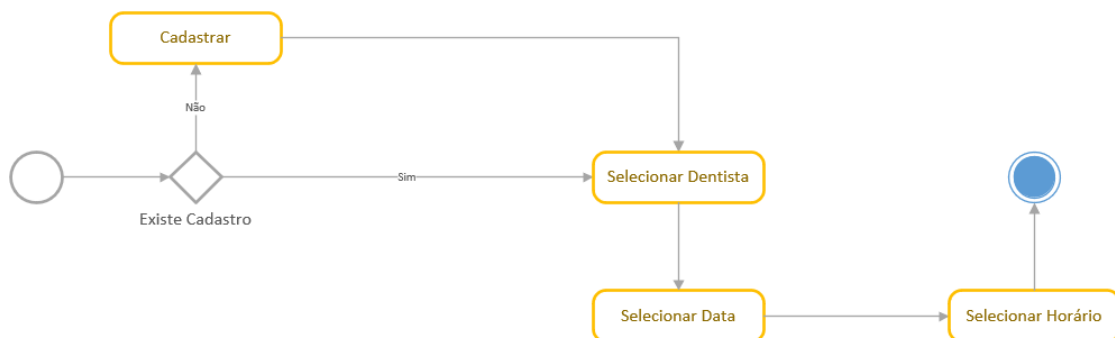 Cadastrar
Não
Sim
Existe Cadastro
Selecionar Dentista
Selecionar Data
Selecionar Horário